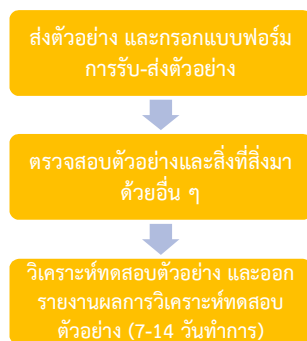 ส่งตัวอย่าง และกรอกแบบฟอร์ม
การรับ-ส่งตัวอย่าง
ตรวจสอบตัวอย่างและสิ่งที่สิ่งมา
ด้วยอื่น ๆ
วิเคราะห์ทดสอบตัวอย่าง และออก
รายงานผลการวิเคราะห์ทดสอบ
ตัวอย่าง (7-14 วันทำการ)